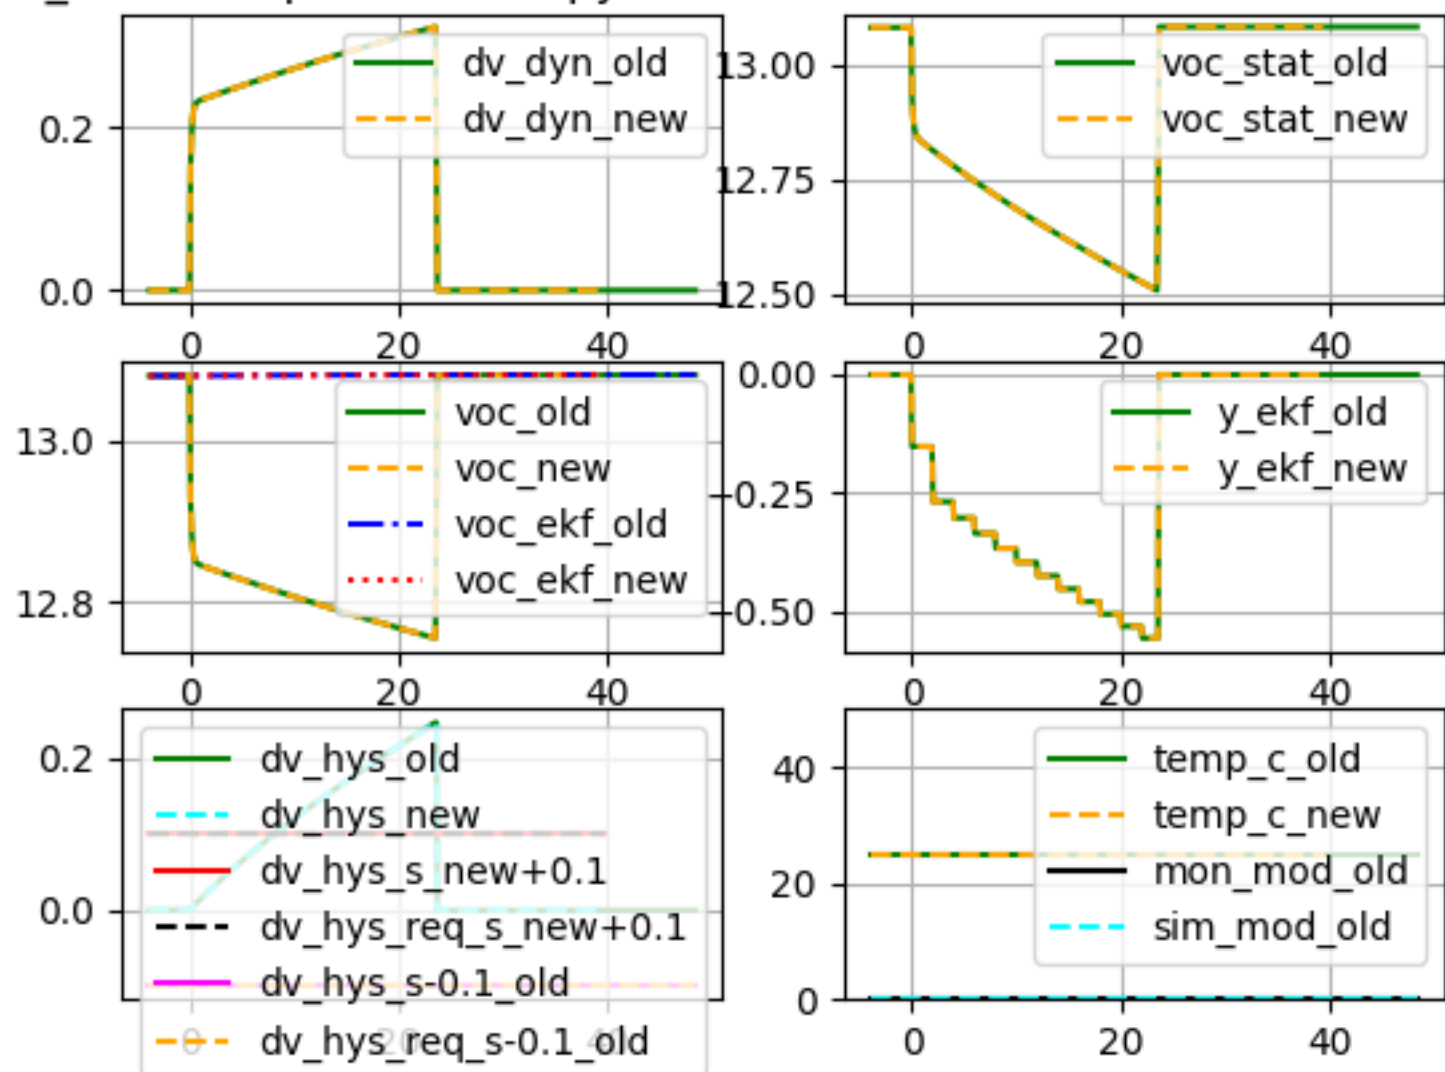 dv_dyn_old
dv_dyn_new
0.2
0.0
0 20 40
voc_stat_old
voc_stat_new
13.00
12.75
12.50
0 20 40
voc_old
voc_new
voc_ekf_old
voc_ekf_new
13.0
12.8
0 20 40
y_ekf_old
y_ekf_new
0.00
−0.25
−0.50
0 20 40
dv_hys_old
dv_hys_new
dv_hys_s_new+0.1
dv_hys_req_s_new+0.1
dv_hys_s-0.1_old
dv_hys_req_s-0.1_old
0.2
0.0
0 20 40
temp_c_old
temp_c_new
mon_mod_old
sim_mod_old
40
20
0
0 20 40